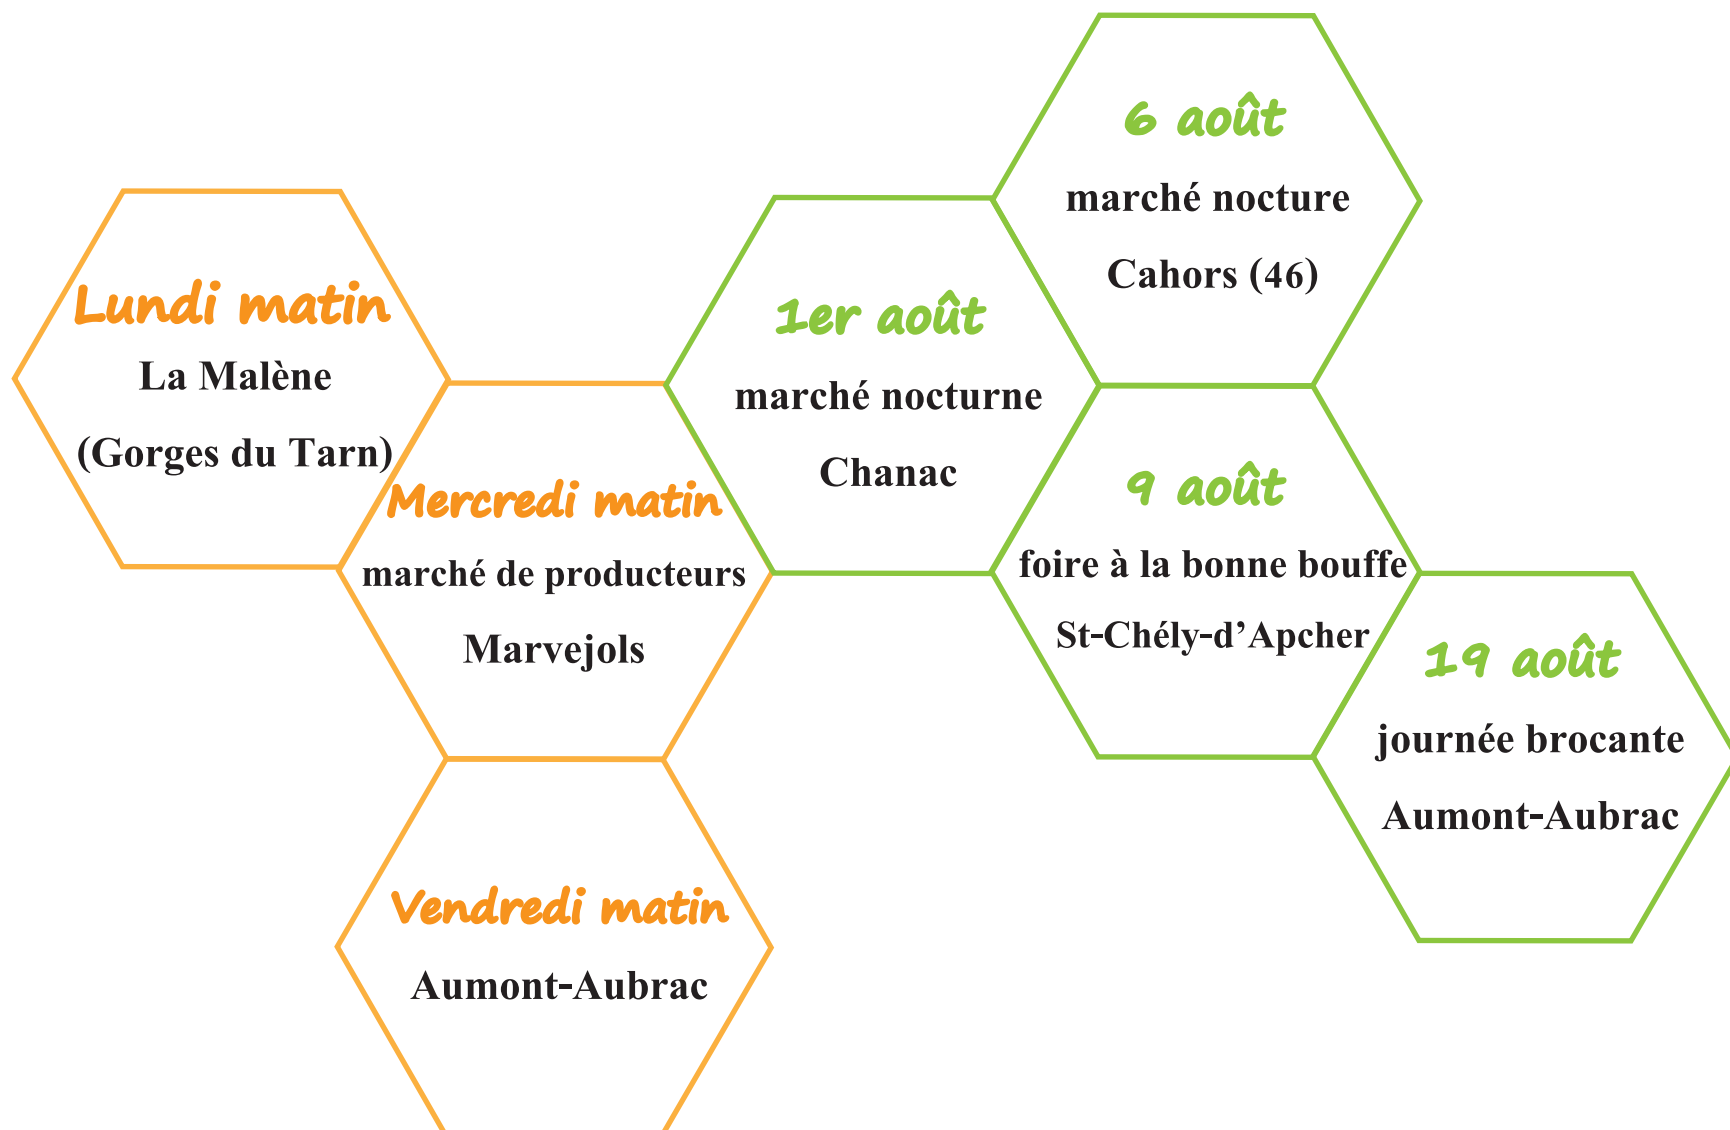 Lundi matin
La Malène
(Gorges du Tarn)
Mercredi matin
marché de producteurs
Marvejols
Vendredi matin
Aumont-Aubrac
1er août
marché nocturne
Chanac
6 août
marché nocture
Cahors (46)
9 août
foire à la bonne bouffe
St-Chély-d’Apcher
19 août
journée brocante
Aumont-Aubrac